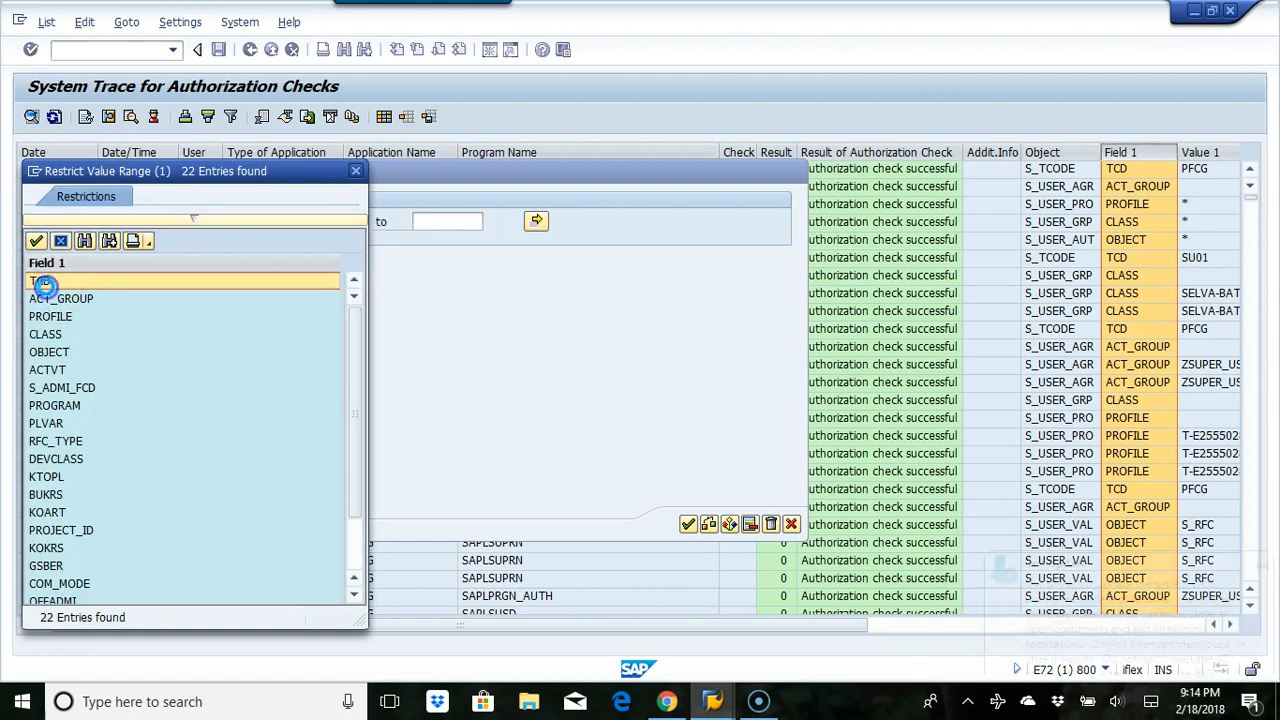 List Edit Goto Settings System Help
System Trace for Authorization Checks
Date Date/Time User Type of Application Application Name Program Name Check Result Result of Authorization Check Addit.Info Object Field 1 Value 1
Restrict Value Range (1) 22 Entries found
Restrictions
to
Field 1
ACT_GROUP
PROFILE
CLASS
OBJECT
ACTVT
S_ADMI_FCD
PROGRAM
PLVAR
RFC_TYPE
DEVCLASS
KTOPL
BUKRS
KOART
PROJECT_ID
KOKRS
GSBER
COM_MODE
OFFADMI
22 Entries found
uthorization check successful S_TCODE TCD PFCG
uthorization check successful S_USER_AGR ACT_GROUP
uthorization check successful S_USER_PRO PROFILE *
uthorization check successful S_USER_GRP CLASS *
uthorization check successful S_USER_AUT OBJECT *
uthorization check successful S_TCODE TCD SU01
uthorization check successful S_USER_GRP CLASS
uthorization check successful S_USER_GRP CLASS SELVA-BAT
uthorization check successful S_USER_GRP CLASS SELVA-BAT
uthorization check successful S_TCODE TCD PFCG
uthorization check successful S_USER_AGR ACT_GROUP
uthorization check successful S_USER_AGR ACT_GROUP ZSUPER_US
uthorization check successful S_USER_AGR ACT_GROUP ZSUPER_US
uthorization check successful S_USER_GRP CLASS
uthorization check successful S_USER_PRO PROFILE
uthorization check successful S_USER_PRO PROFILE T-E255502
uthorization check successful S_USER_PRO PROFILE T-E255502
uthorization check successful S_USER_PRO PROFILE T-E255502
uthorization check successful S_TCODE TCD PFCG
uthorization check successful S_USER_AGR ACT_GROUP
uthorization check successful S_USER_VAL OBJECT S_RFC
G SAPLSUPRN 0 Authorization check successful S_USER_VAL OBJECT S_RFC
G SAPLSUPRN 0 Authorization check successful S_USER_VAL OBJECT S_RFC
G SAPLSUPRN 0 Authorization check successful S_USER_VAL OBJECT S_RFC
G SAPLPRGN_AUTH 0 Authorization check successful S_USER_AGR ACT_GROUP ZSUPER_US
SAPLSUSD 0 Authorization check successful S_USER_GRP CLASS
SAP
E72 (1) 800 iflex INS
Type here to search
9:14 PM
2/18/2018